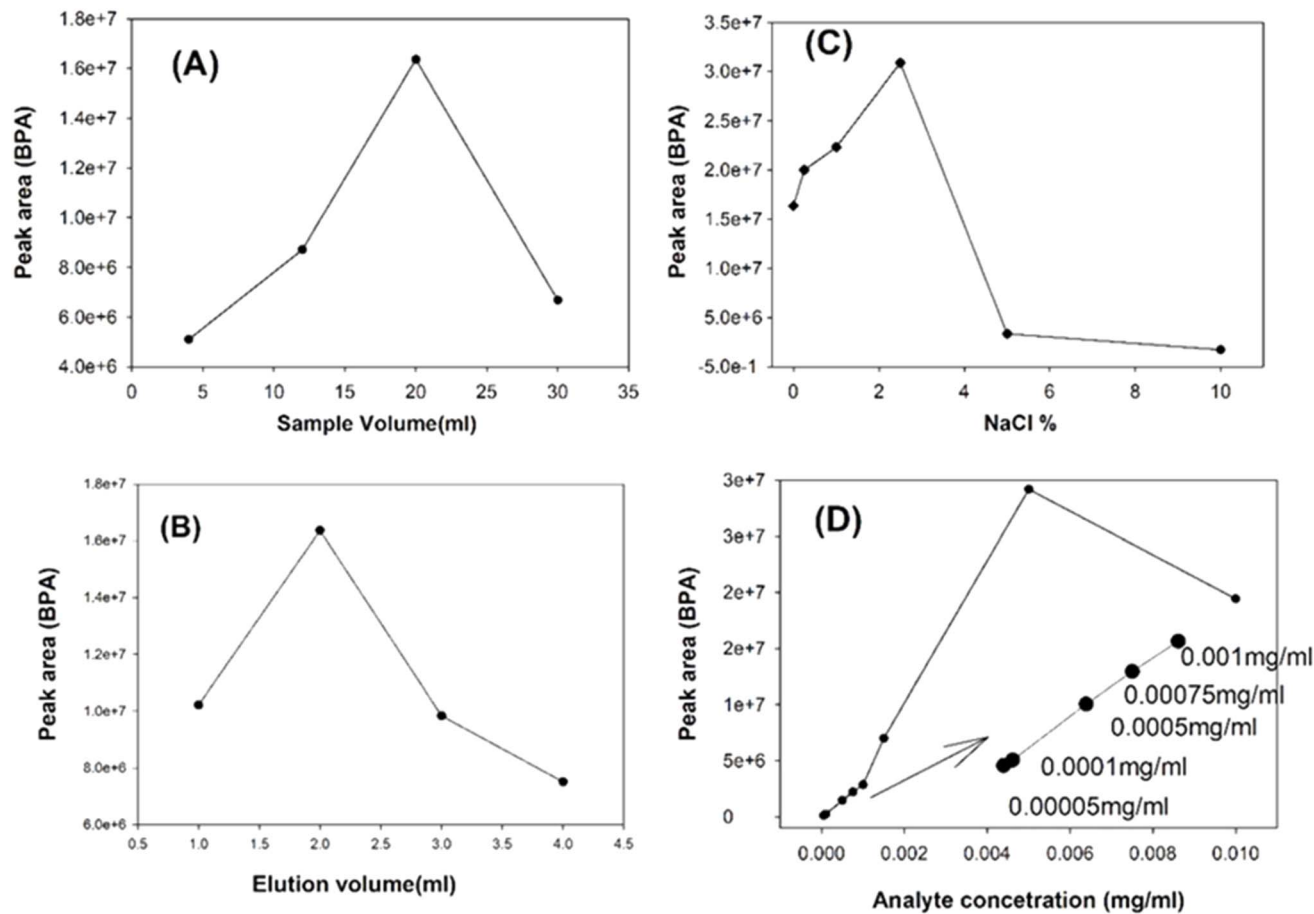 (A)
Peak area (BPA)
1.8e+7
1.6e+7
1.4e+7
1.2e+7
1.0e+7
8.0e+6
6.0e+6
4.0e+6
0 5 10 15 20 25 30 35
Sample Volume(ml)
(C)
Peak area (BPA)
3.5e+7
3.0e+7
2.5e+7
2.0e+7
1.5e+7
1.0e+7
5.0e+6
-5.0e-1
0 2 4 6 8 10
NaCl %
(B)
Peak area (BPA)
1.8e+7
1.6e+7
1.4e+7
1.2e+7
1.0e+7
8.0e+6
6.0e+6
0.5 1.0 1.5 2.0 2.5 3.0 3.5 4.0 4.5
Elution volume(ml)
(D)
Peak area (BPA)
3e+7
3e+7
2e+7
2e+7
1e+7
5e+6
0
0.001mg/ml
0.00075mg/ml
0.0005mg/ml
0.0001mg/ml
0.00005mg/ml
0.000 0.002 0.004 0.006 0.008 0.010
Analyte concetration (mg/ml)